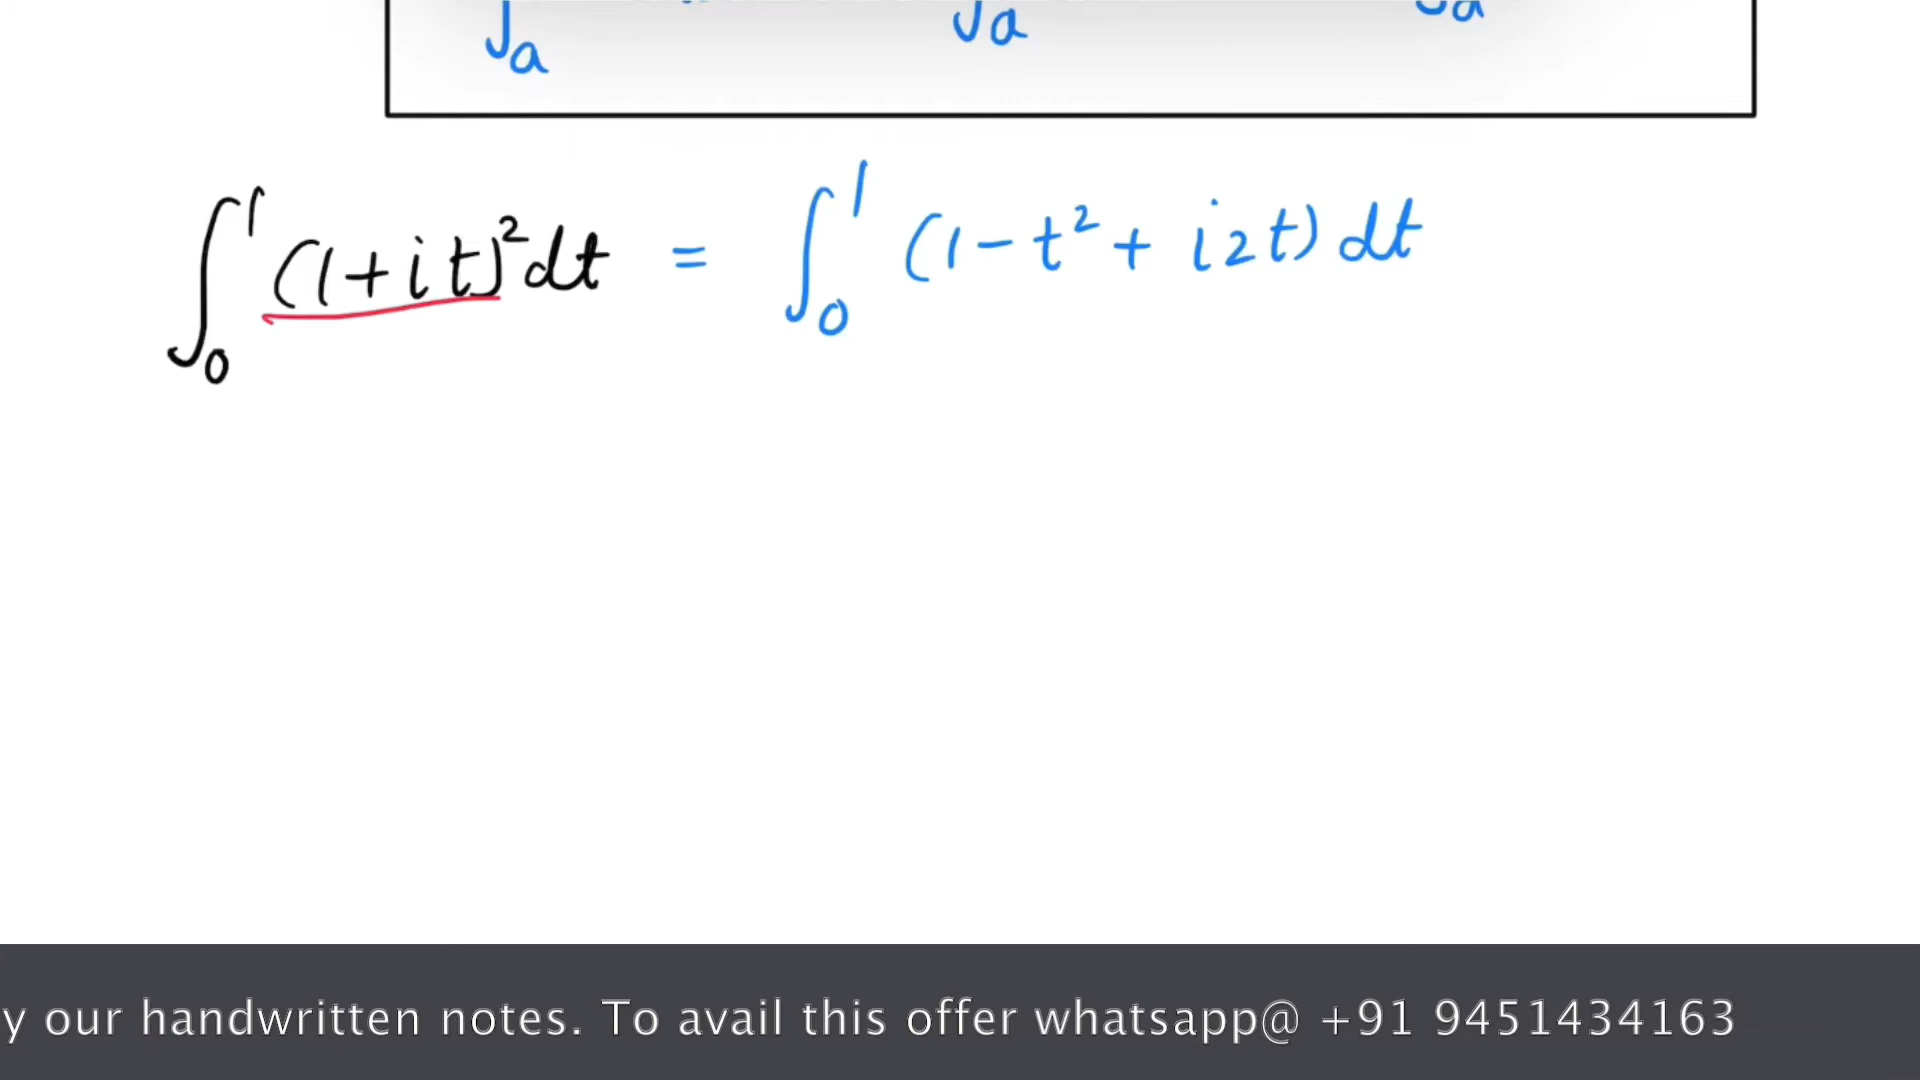 ∫a ∫a ∫a
∫₀¹ (1+it)² dt = ∫₀¹ (1 - t² + i2t) dt
y our handwritten notes. To avail this offer whatsapp@ +91 9451434163